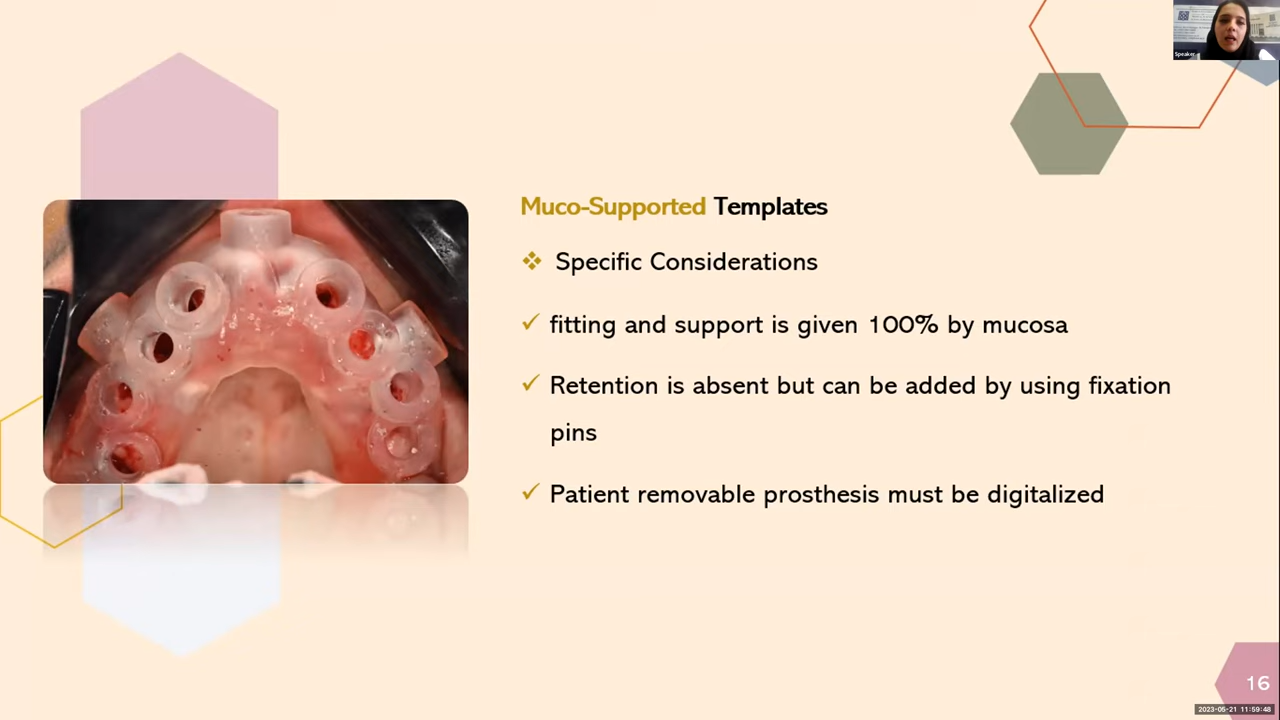 Speaker
Muco-Supported Templates
❖ Specific Considerations
✓ fitting and support is given 100% by mucosa
✓ Retention is absent but can be added by using fixation
pins
✓ Patient removable prosthesis must be digitalized
16
2023-05-21 11:59:48